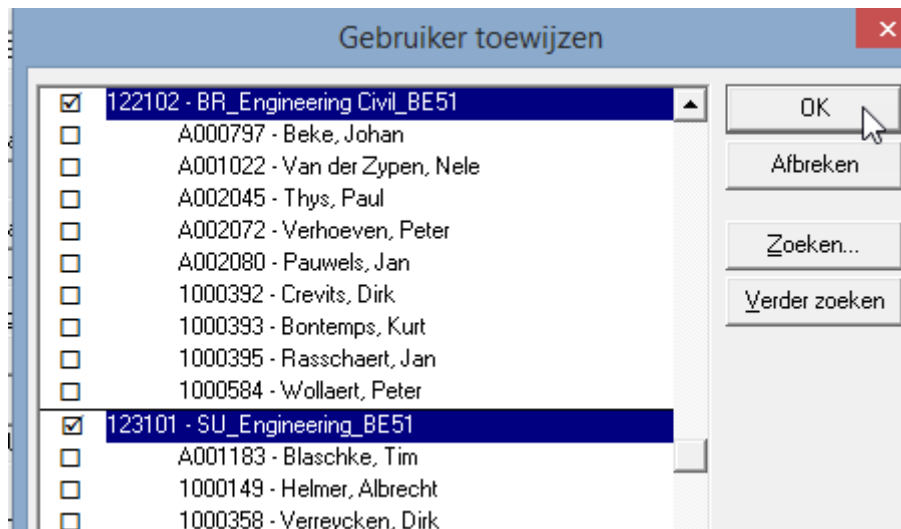 Gebruiker toewijzen
122102 - BR_Engineering Civil_BE51
A000797 - Beke, Johan
A001022 - Van der Zypen, Nele
A002045 - Thys, Paul
A002072 - Verhoeven, Peter
A002080 - Pauwels, Jan
1000392 - Crevits, Dirk
1000393 - Bontemps, Kurt
1000395 - Rasschaert, Jan
1000584 - Wollaert, Peter
123101 - SU_Engineering_BE51
A001183 - Blaschke, Tim
1000149 - Helmer, Albrecht
1000358 - Verreycken, Dirk
OK
Afbreken
Zoeken...
Verder zoeken